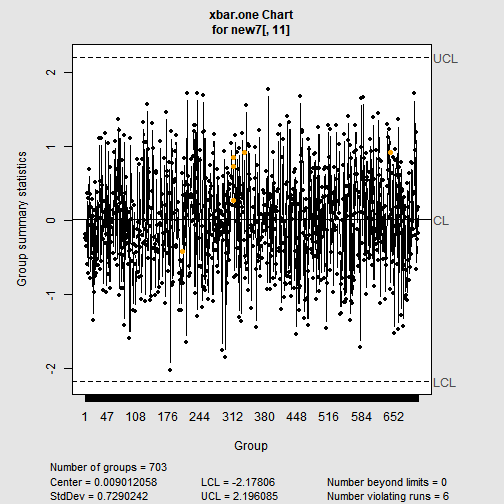 xbar.one Chart
for new7[, 11]
UCL
2
1
Group summary statistics
0
CL
-1
-2
LCL
1 47 108 176 244 312 380 448 516 584 652
Group
Number of groups = 703
Center = 0.009012058 LCL = -2.17806 Number beyond limits = 0
StdDev = 0.7290242 UCL = 2.196085 Number violating runs = 6